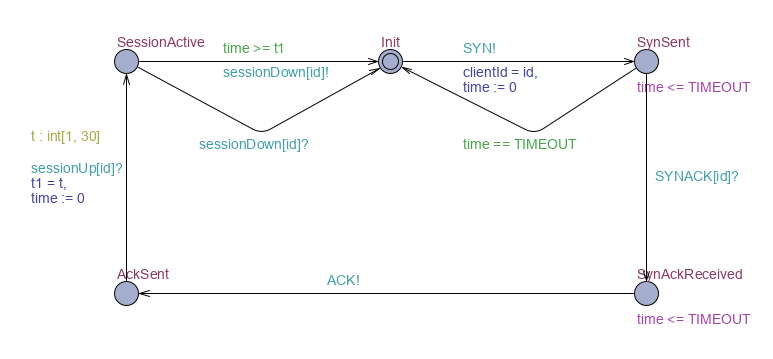 SessionActive
Init
SynSent
time >= t1
SYN!
sessionDown[id]!
clientId = id,
time := 0
time <= TIMEOUT
t : int[1, 30]
sessionDown[id]?
time == TIMEOUT
sessionUp[id]?
t1 = t,
time := 0
SYNACK[id]?
AckSent
ACK!
SynAckReceived
time <= TIMEOUT